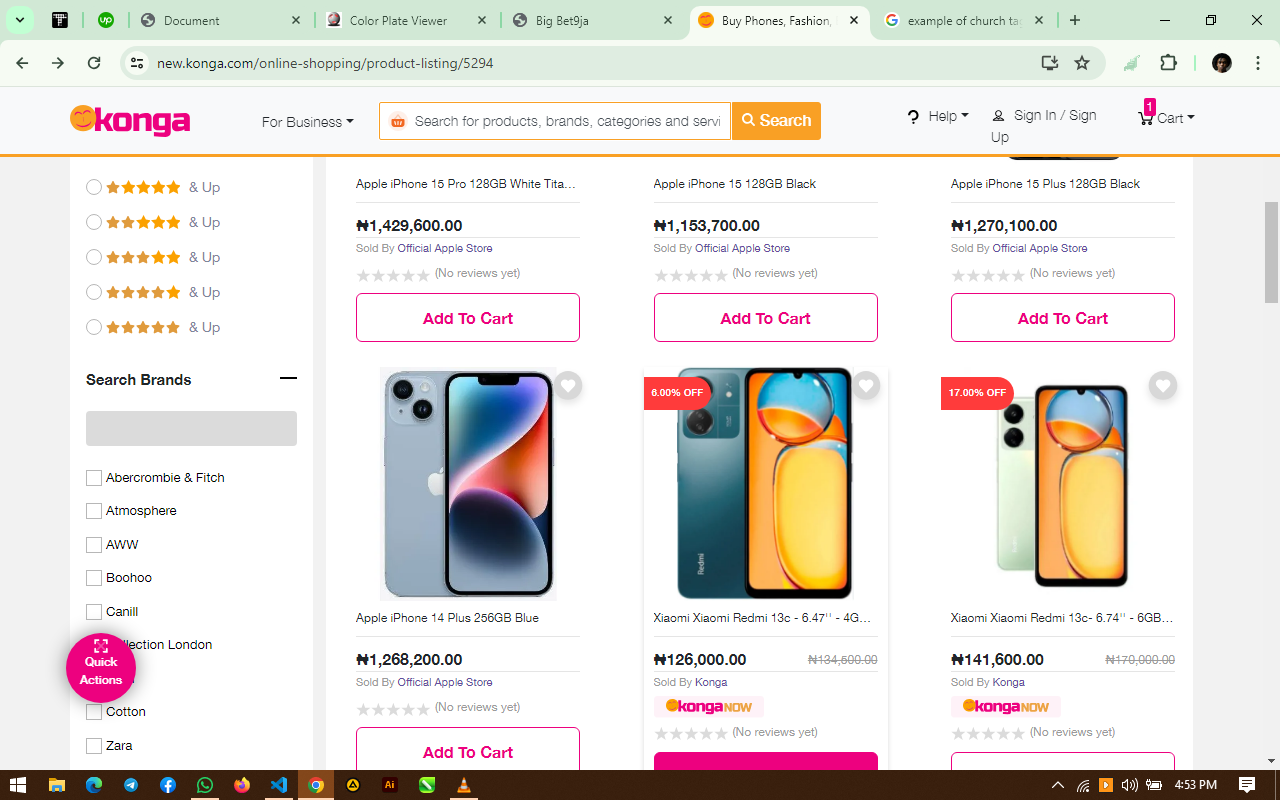 Document
Color Plate Viewer
Big Bet9ja
Buy Phones, Fashion,
example of church ta
new.konga.com/online-shopping/product-listing/5294
konga
For Business
Search for products, brands, categories and servi
Search
Help
Sign In / Sign Up
1
Cart
& Up
& Up
& Up
& Up
& Up
Search Brands
Abercrombie & Fitch
Atmosphere
AWW
Boohoo
Canill
llection London
Cotton
Zara
Quick
Actions
Apple iPhone 15 Pro 128GB White Tita...
₦1,429,600.00
Sold By Official Apple Store
(No reviews yet)
Add To Cart
Apple iPhone 15 128GB Black
₦1,153,700.00
Sold By Official Apple Store
(No reviews yet)
Add To Cart
Apple iPhone 15 Plus 128GB Black
₦1,270,100.00
Sold By Official Apple Store
(No reviews yet)
Add To Cart
Apple iPhone 14 Plus 256GB Blue
₦1,268,200.00
Sold By Official Apple Store
(No reviews yet)
Add To Cart
6.00% OFF
Redmi
Xiaomi Xiaomi Redmi 13c - 6.47'' - 4G...
₦126,000.00 ₦134,500.00
Sold By Konga
konga NOW
(No reviews yet)
17.00% OFF
Xiaomi Xiaomi Redmi 13c- 6.74'' - 6GB...
₦141,600.00 ₦170,000.00
Sold By Konga
konga NOW
(No reviews yet)
4:53 PM